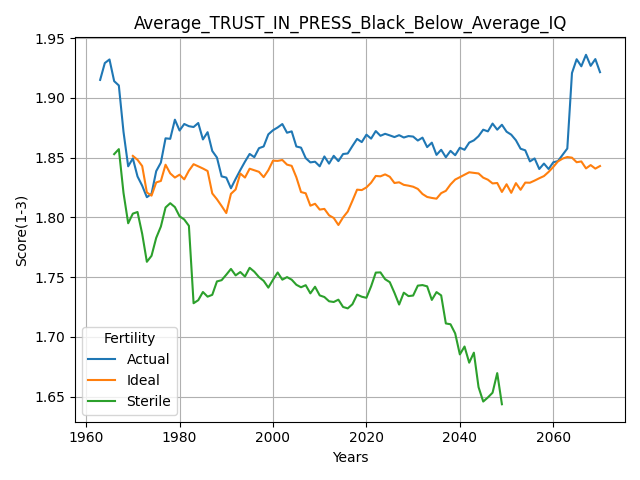 Average_TRUST_IN_PRESS_Black_Below_Average_IQ
Score(1-3)
1.95
1.90
1.85
1.80
1.75
1.70
1.65
Fertility
Actual
Ideal
Sterile
1960 1980 2000 2020 2040 2060
Years